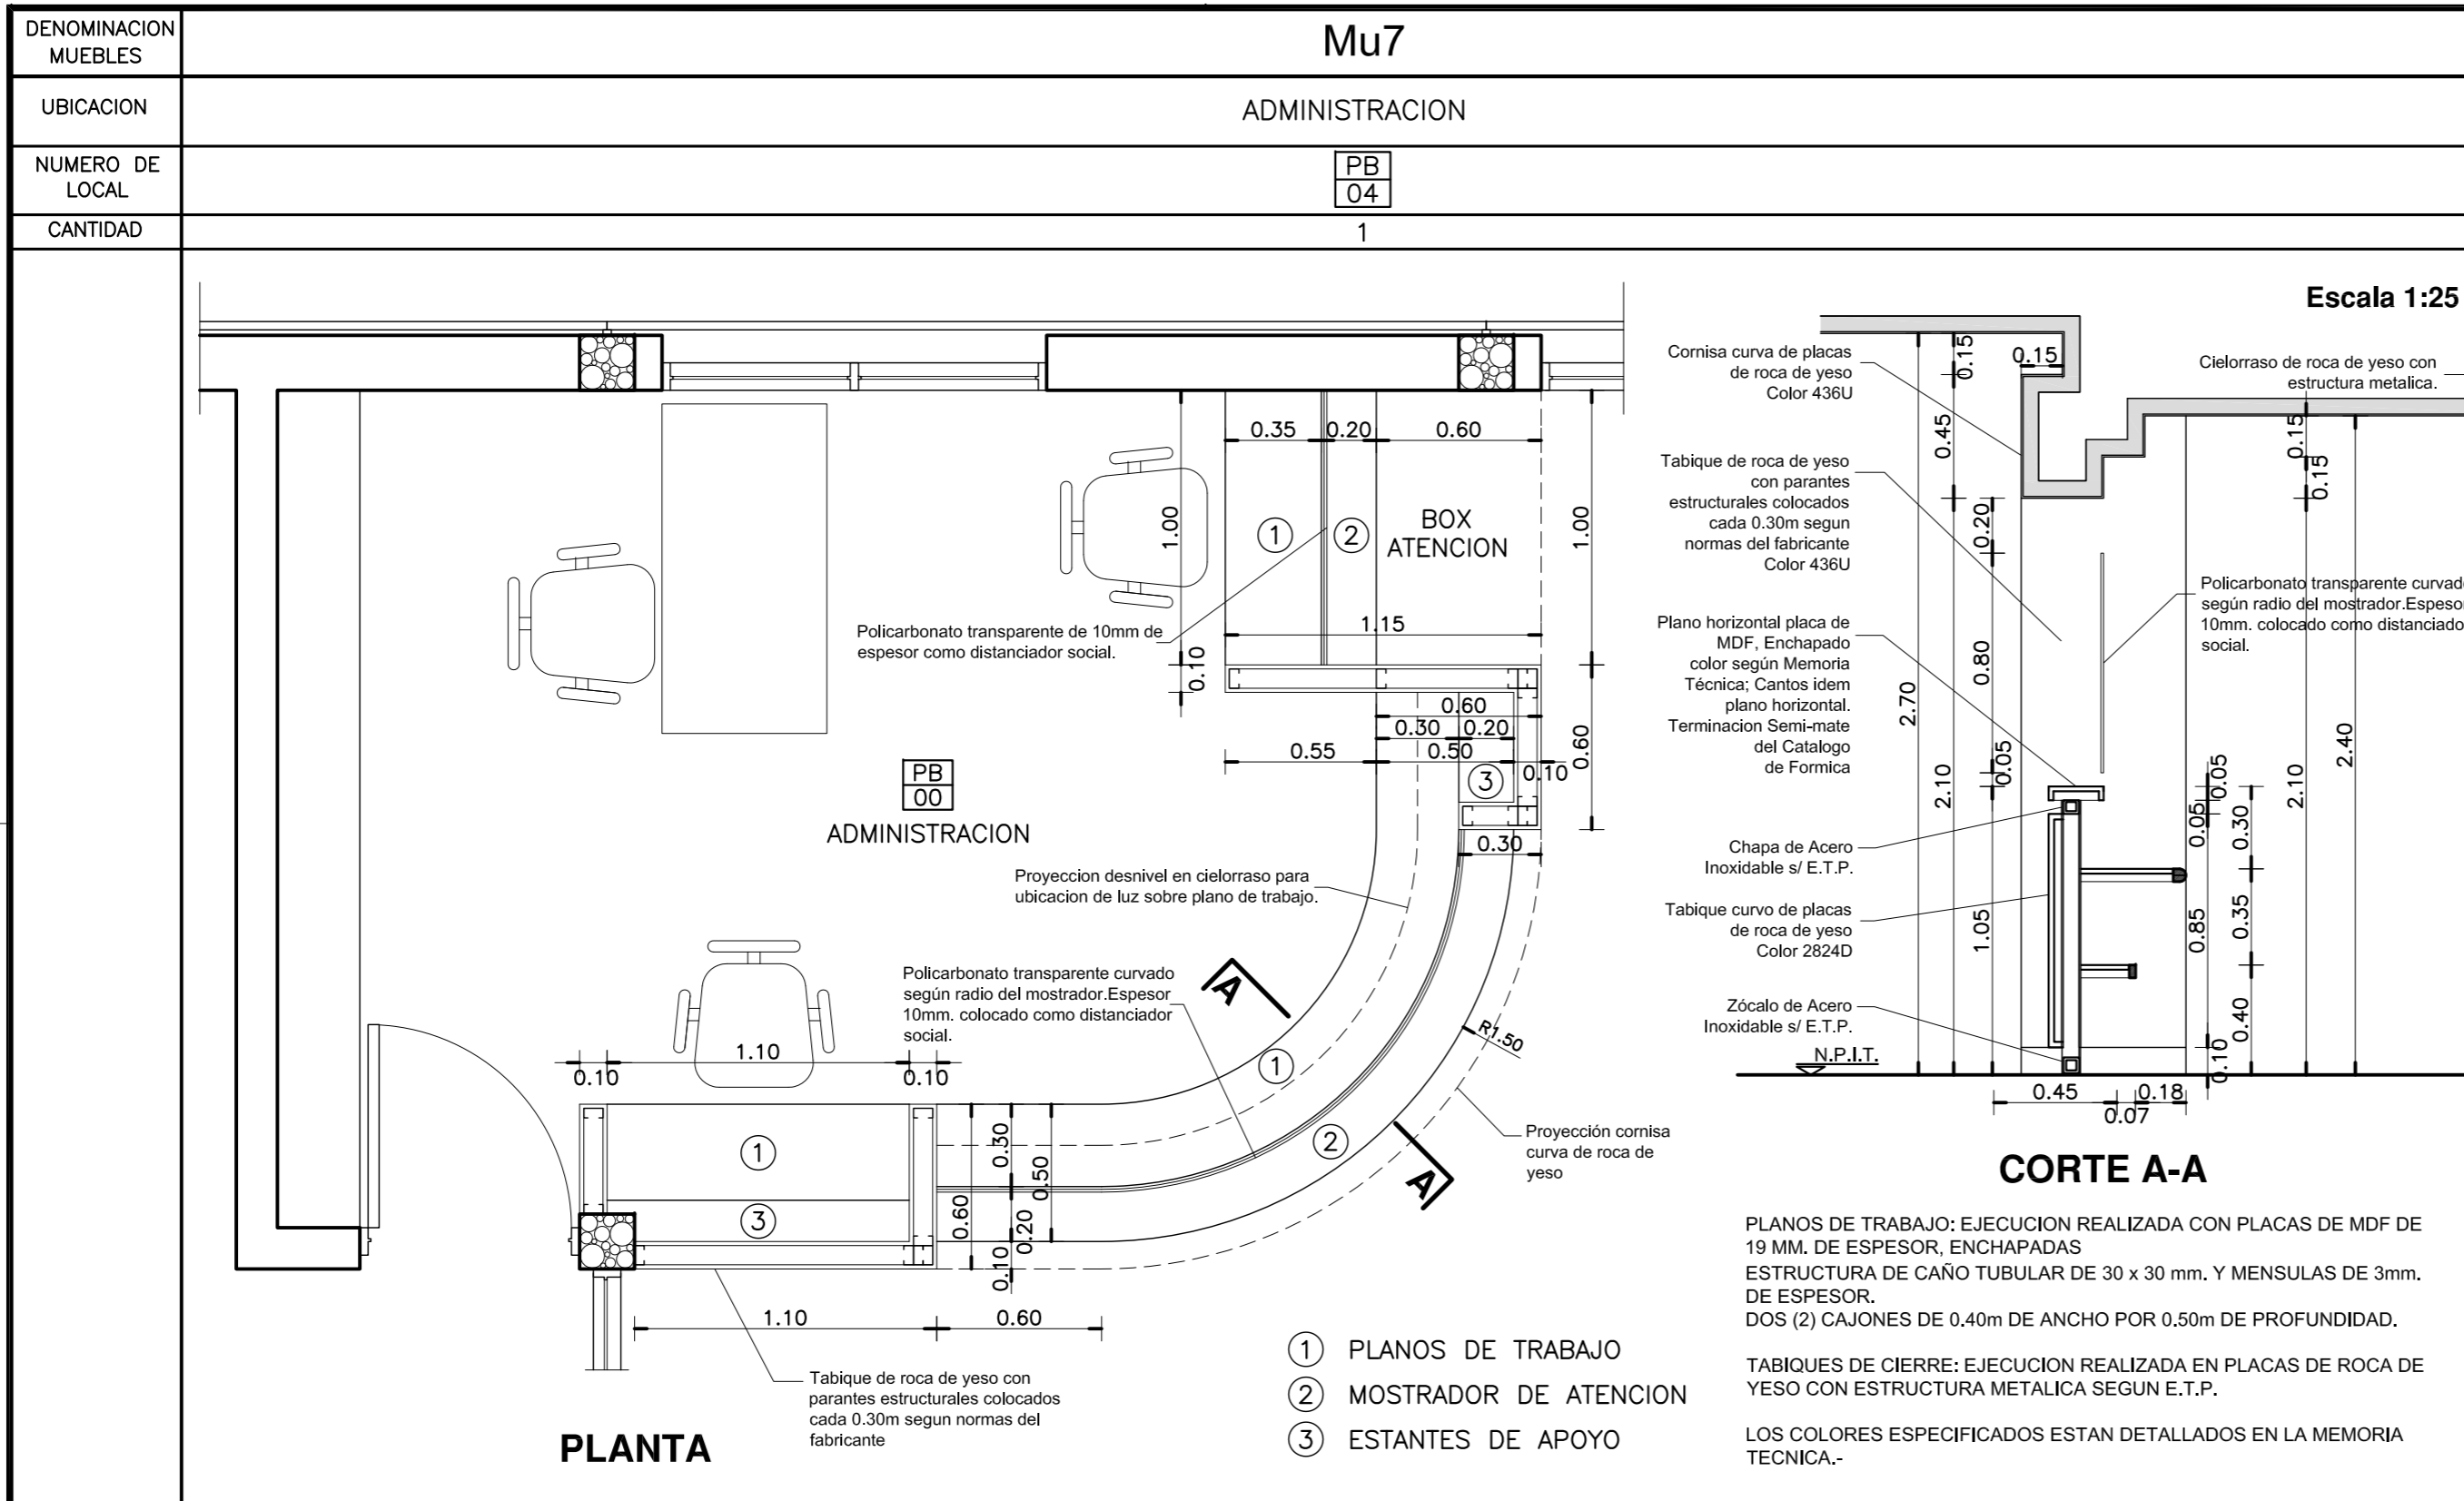 DENOMINACION
MUEBLES
Mu7
UBICACION
ADMINISTRACION
NUMERO DE
LOCAL
PB
04
CANTIDAD
1
Escala 1:25
0.35
0.20
0.60
1.00
1
2
BOX
ATENCION
1.00
1.15
0.10
Policarbonato transparente de 10mm de
espesor como distanciador social.
0.60
0.30
0.20
0.55
0.50
0.10
0.60
3
0.30
PB
00
ADMINISTRACION
Proyeccion desnivel en cielorraso para
ubicacion de luz sobre plano de trabajo.
Policarbonato transparente curvado
según radio del mostrador.Espesor
10mm. colocado como distanciador
social.
A
R1.50
1.10
0.10
0.10
1
1
2
3
0.60
0.30
0.50
0.20
0.10
A
Proyección cornisa
curva de roca de
yeso
1.10
0.60
Tabique de roca de yeso con
parantes estructurales colocados
cada 0.30m segun normas del
fabricante
PLANTA
1 PLANOS DE TRABAJO
2 MOSTRADOR DE ATENCION
3 ESTANTES DE APOYO
Cornisa curva de placas
de roca de yeso
Color 436U
Tabique de roca de yeso
con parantes
estructurales colocados
cada 0.30m segun
normas del fabricante
Color 436U
Plano horizontal placa de
MDF, Enchapado
color según Memoria
Técnica; Cantos idem
plano horizontal.
Terminacion Semi-mate
del Catalogo
de Formica
Chapa de Acero
Inoxidable s/ E.T.P.
Tabique curvo de placas
de roca de yeso
Color 2824D
Zócalo de Acero
Inoxidable s/ E.T.P.
N.P.I.T.
Cielorraso de roca de yeso con
estructura metalica.
Policarbonato transparente curvad
según radio del mostrador.Espesor
10mm. colocado como distanciado
social.
0.15
0.15
0.45
0.20
0.80
2.70
0.05
2.10
1.05
0.15
0.15
2.40
2.10
0.05
0.05
0.30
0.35
0.85
0.40
0.10
0.45
0.07
0.18
CORTE A-A
PLANOS DE TRABAJO: EJECUCION REALIZADA CON PLACAS DE MDF DE
19 MM. DE ESPESOR, ENCHAPADAS
ESTRUCTURA DE CAÑO TUBULAR DE 30 x 30 mm. Y MENSULAS DE 3mm.
DE ESPESOR.
DOS (2) CAJONES DE 0.40m DE ANCHO POR 0.50m DE PROFUNDIDAD.
TABIQUES DE CIERRE: EJECUCION REALIZADA EN PLACAS DE ROCA DE
YESO CON ESTRUCTURA METALICA SEGUN E.T.P.
LOS COLORES ESPECIFICADOS ESTAN DETALLADOS EN LA MEMORIA
TECNICA.-